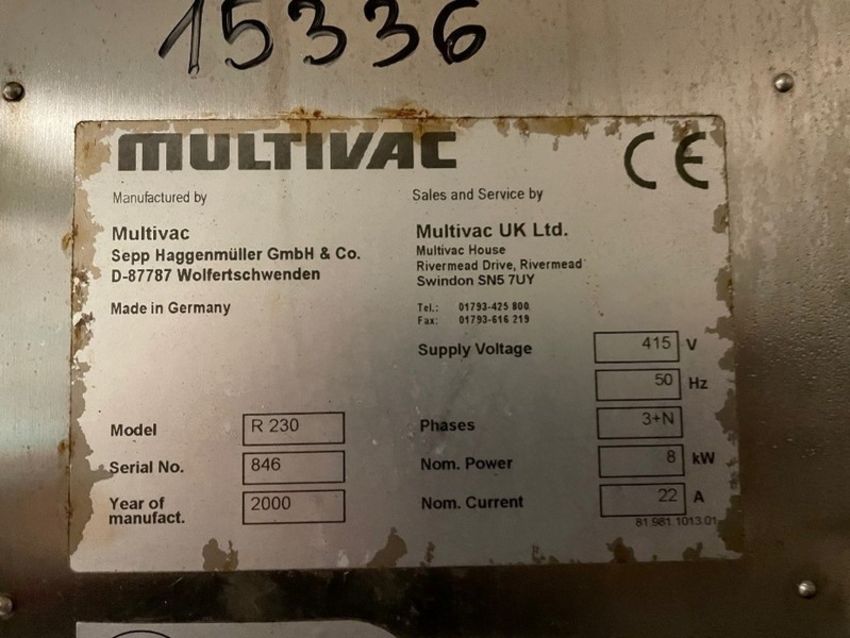 15336
MULTIVAC
CE
Manufactured by
Multivac
Sepp Haggenmüller GmbH & Co.
D-87787 Wolfertschwenden
Made in Germany
Sales and Service by
Multivac UK Ltd.
Multivac House
Rivermead Drive, Rivermead
Swindon SN5 7UY
Tel.: 01793-425 800
Fax: 01793-616 219
Supply Voltage 415 V
50 Hz
Phases 3+N
Nom. Power 8 kW
Nom. Current 22 A
81.981.1013.01
Model R 230
Serial No. 846
Year of
manufact. 2000